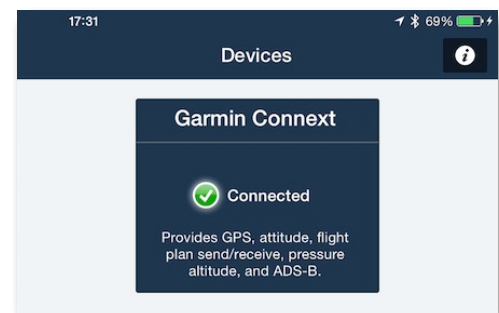 17:31 69%
Devices
Garmin Connext
Connected
Provides GPS, attitude, flight
plan send/receive, pressure
altitude, and ADS-B.